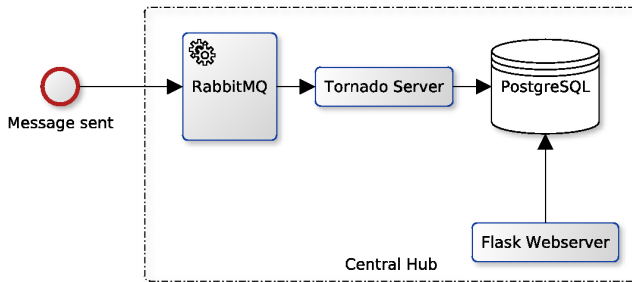 RabbitMQ
Tornado Server
PostgreSQL
Message sent
Flask Webserver
Central Hub